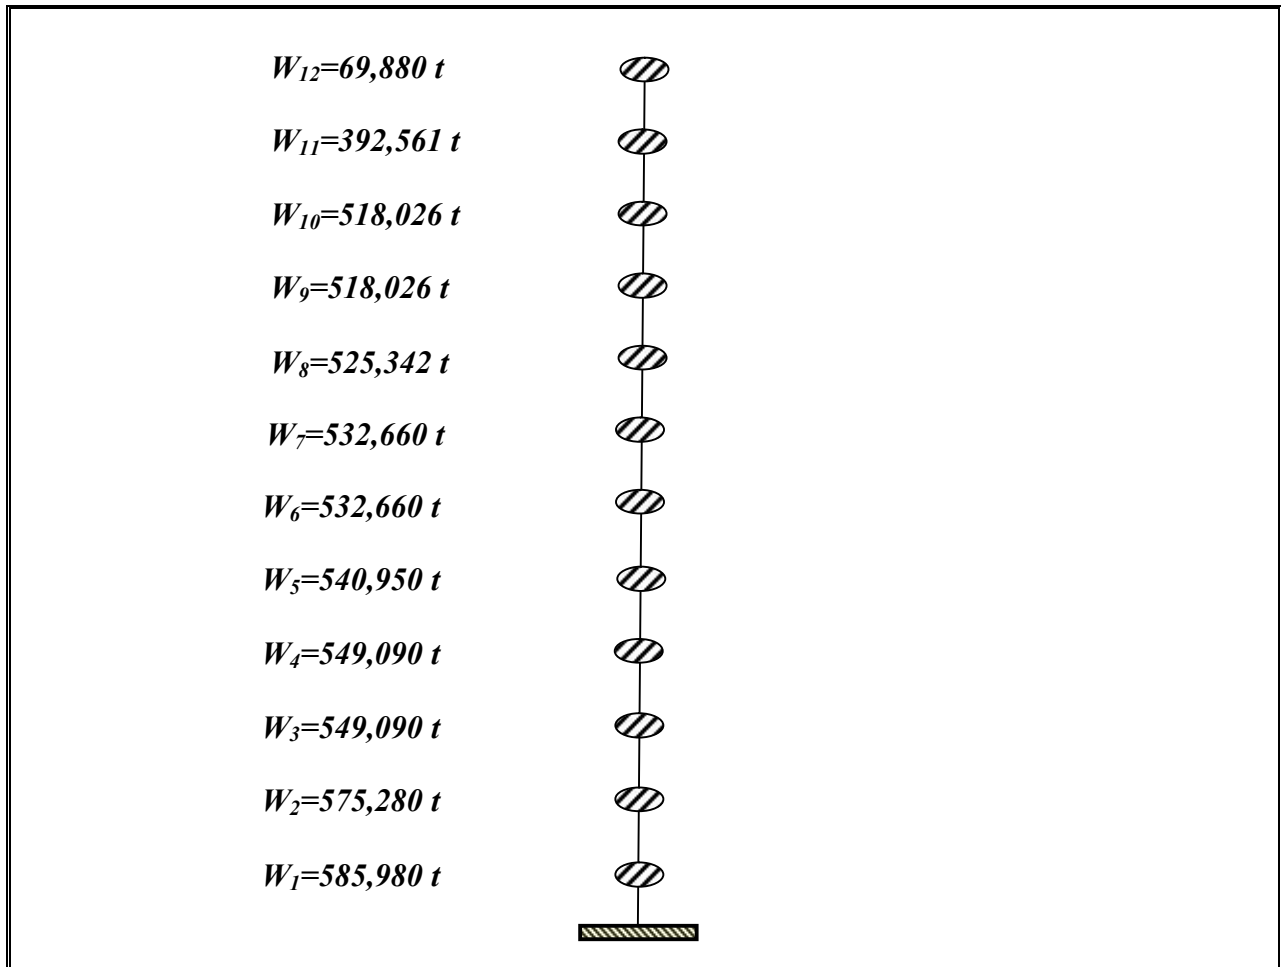 W12=69,880 t
W11=392,561 t
W10=518,026 t
W9=518,026 t
W8=525,342 t
W7=532,660 t
W6=532,660 t
W5=540,950 t
W4=549,090 t
W3=549,090 t
W2=575,280 t
W1=585,980 t